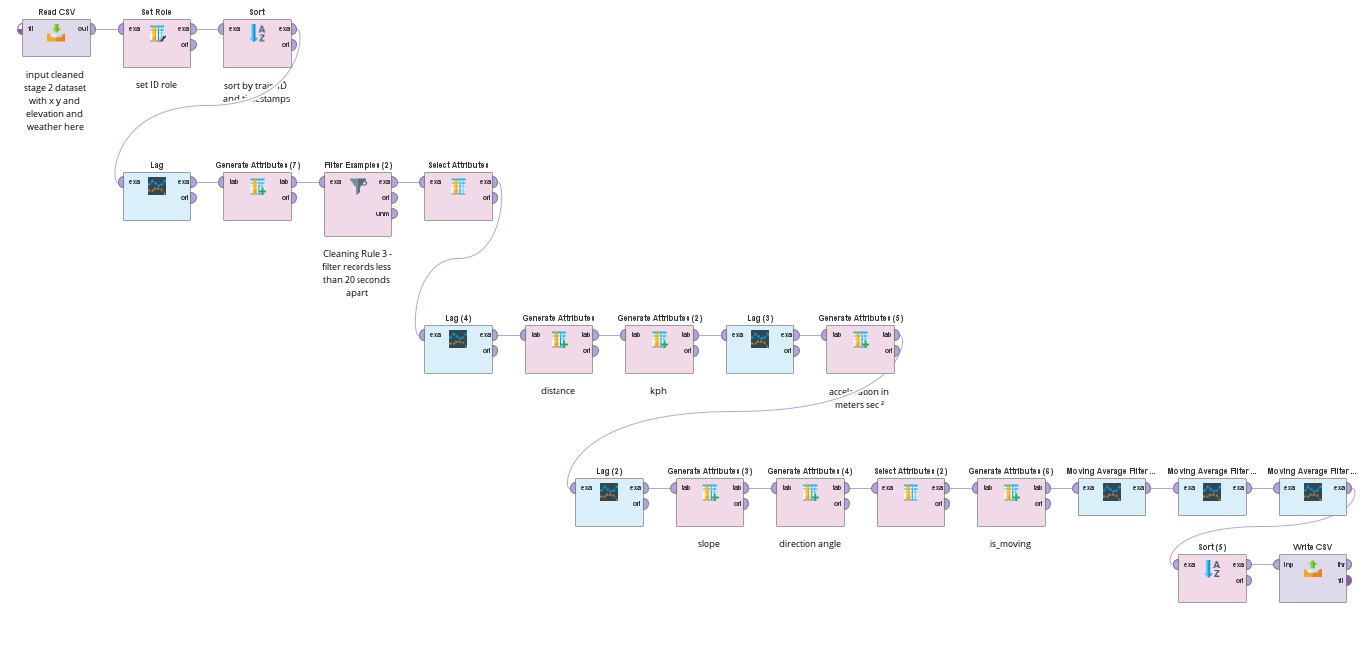 Read CSV
Set Role
Sort
fil
out
exa
exa
exa
exa
ori
ori
input cleaned
stage 2 dataset
with x y and
elevation and
weather here
set ID role
sort by train ID
and timestamps
Lag
Generate Attributes (7)
Filter Examples (2)
Select Attributes
exa
exa
lab
lab
exa
exa
exa
exa
ori
ori
ori
ori
unm
Cleaning Rule 3 -
filter records less
than 20 seconds
apart
Lag (4)
Generate Attributes
Generate Attributes (2)
Lag (3)
Generate Attributes (5)
exa
exa
lab
lab
lab
lab
exa
exa
lab
lab
ori
ori
ori
ori
ori
distance
kph
acceleration in
meters sec ²
Lag (2)
Generate Attributes (3)
Generate Attributes (4)
Select Attributes (2)
Generate Attributes (6)
Moving Average Filter ...
Moving Average Filter ...
Moving Average Filter ...
exa
exa
lab
lab
lab
lab
exa
exa
lab
lab
exa
exa
exa
exa
exa
exa
ori
ori
ori
ori
ori
slope
direction angle
is_moving
Sort (5)
Write CSV
exa
exa
inp
thr
ori
fil